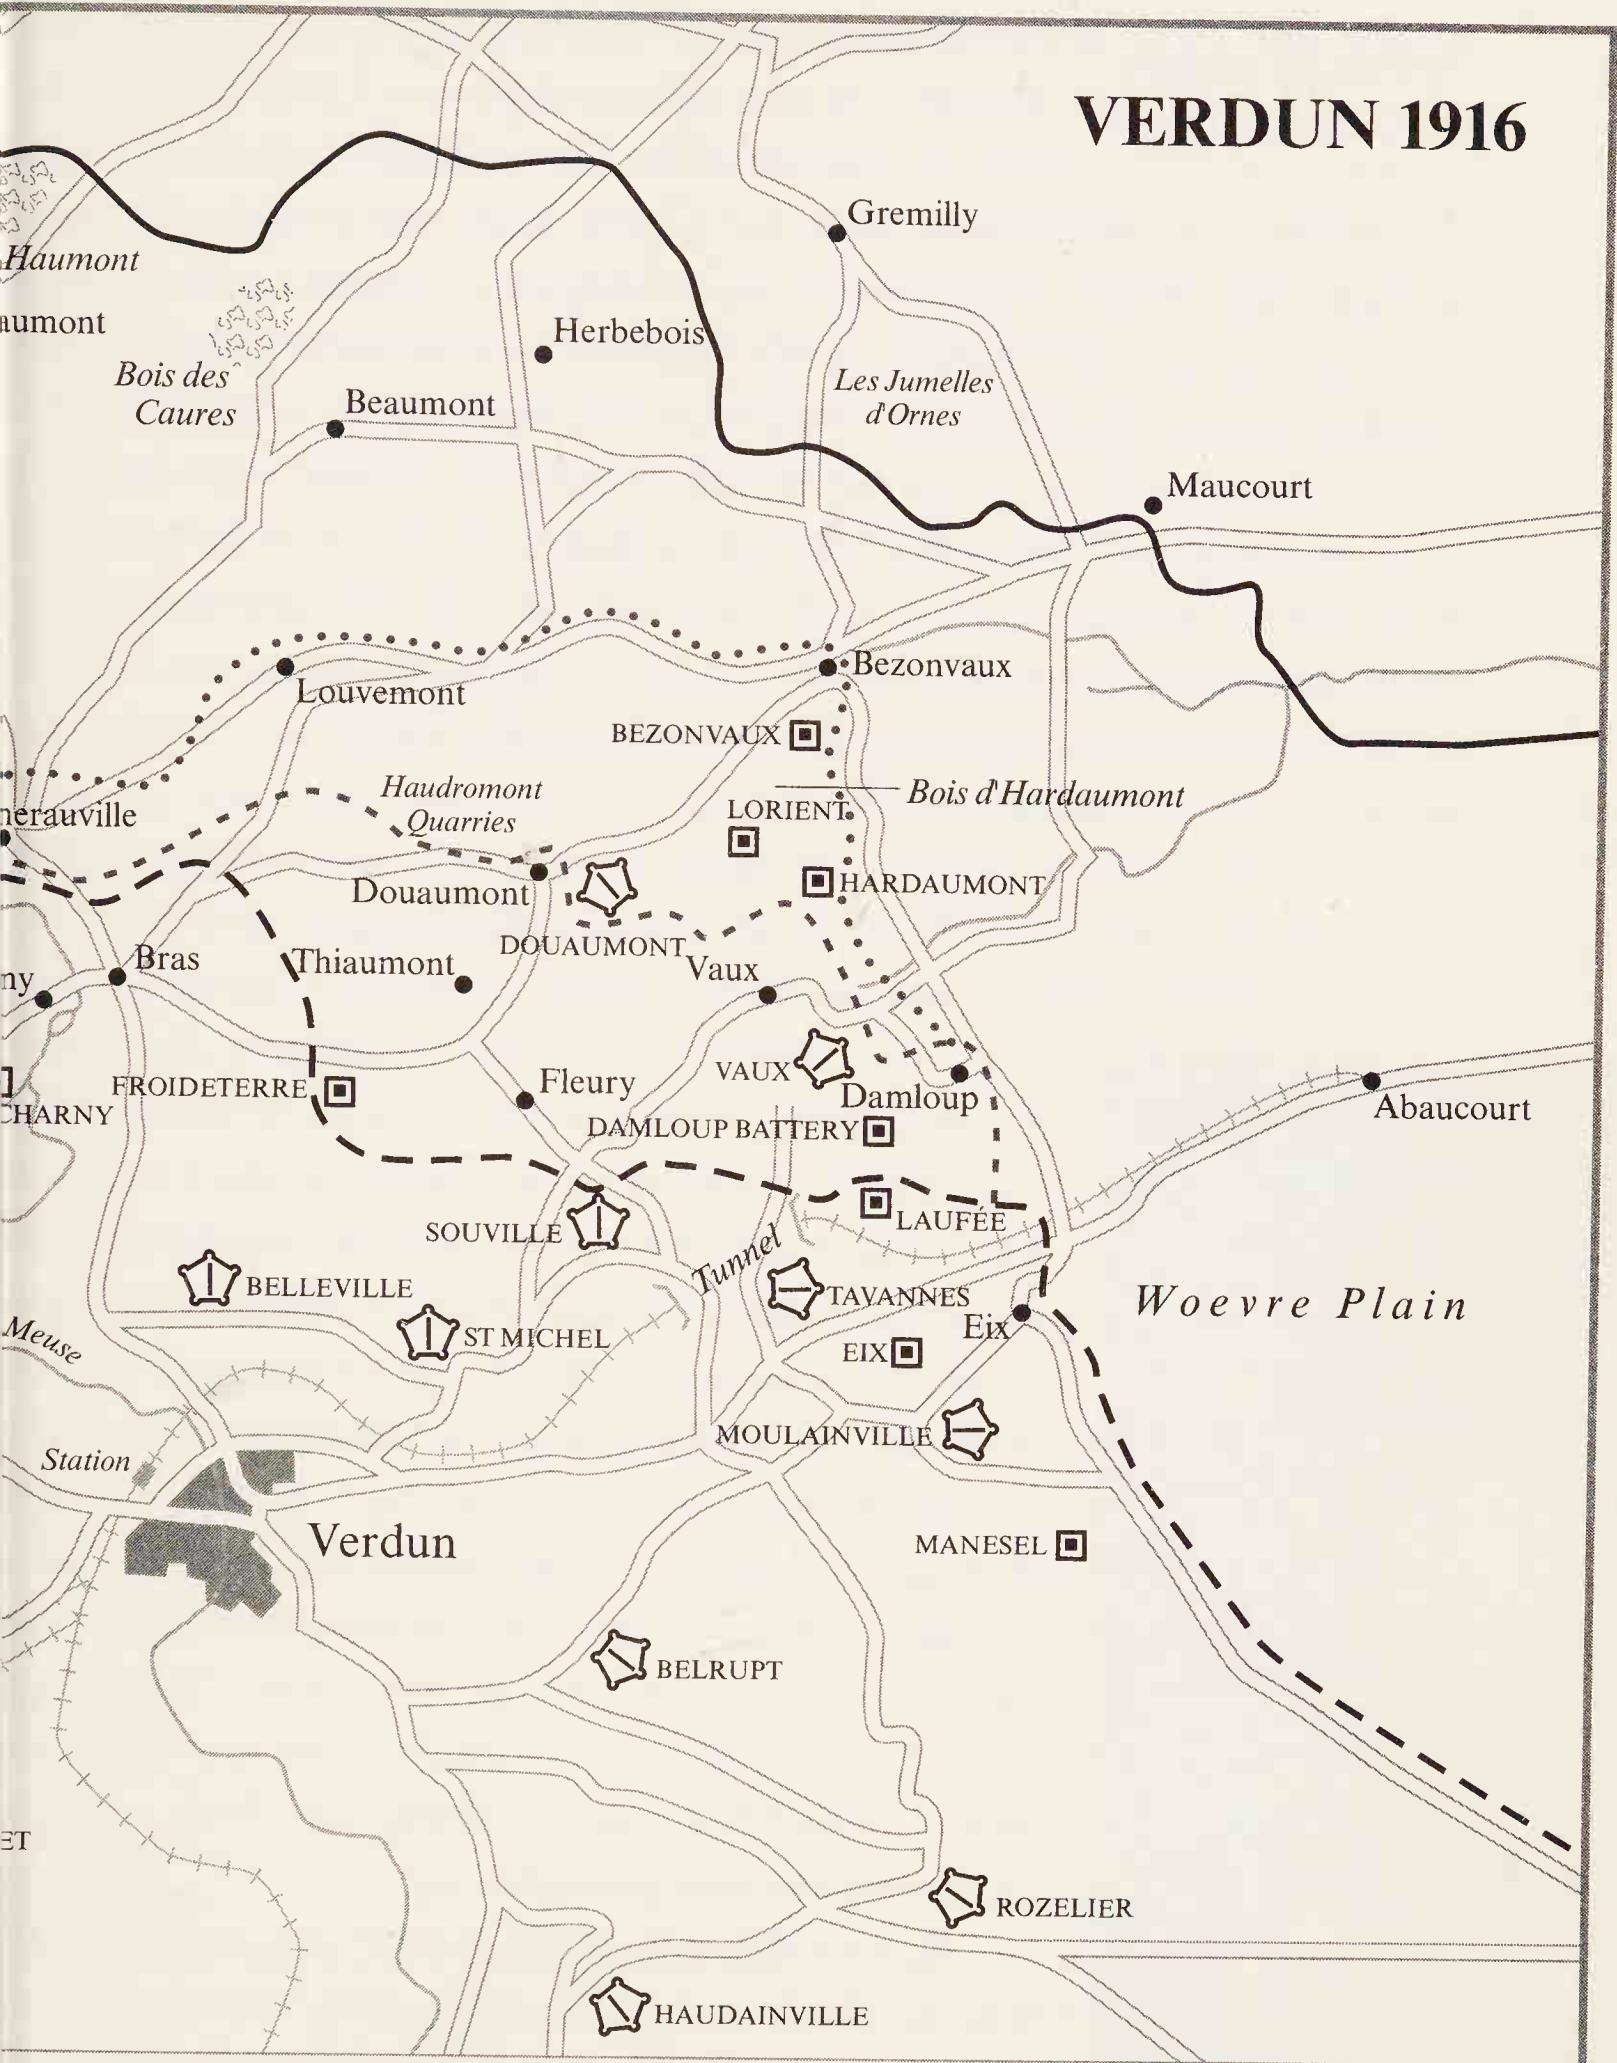 VERDUN 1916
Gremilly
Haumont
aumont
Herbebois
Bois des
Caures
Beaumont
Les Jumelles
d'Ornes
Maucourt
Louvemont
Bezonvaux
BEZONVAUX
Haudromont
Quarries
Bois d'Hardaumont
LORIENT
herauville
Douaumont
HARDAUMONT
DOUAUMONT
Bras
Thiaumont
Vaux
ny
VAUX
Damloup
FROIDETERRE
Fleury
CHARNY
Abaucourt
DAMLOUP BATTERY
LAUFÉE
SOUVILLE
Tunnel
BELLEVILLE
TAVANNES
Woevre Plain
Meuse
ST MICHEL
Eix
EIX
MOULAINVILLE
Station
Verdun
MANESEL
BELRUPT
ET
ROZELIER
HAUDAINVILLE